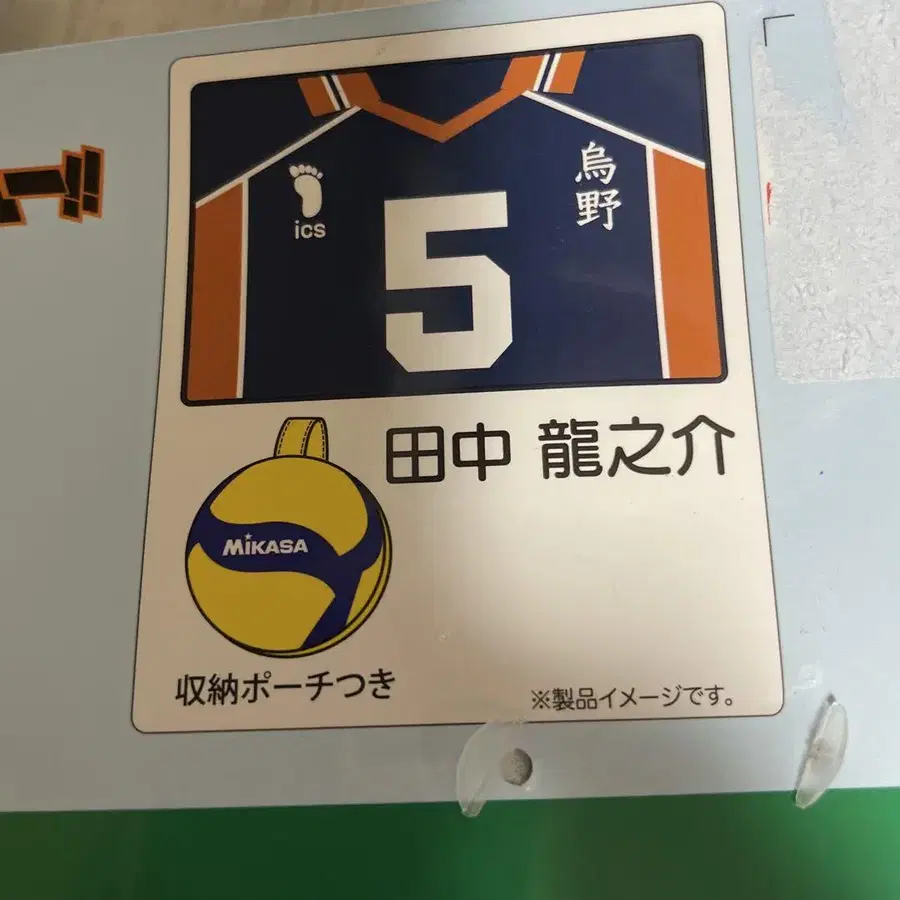 ics
烏野
5
田中 龍之介
MiKASA
収納ポーチつき
※製品イメージです。